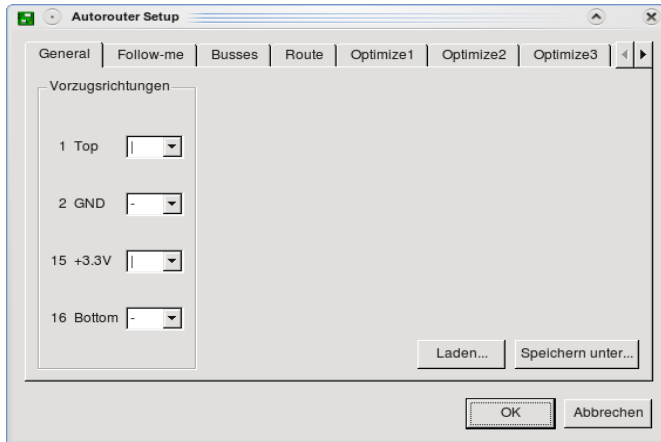 Autorouter Setup
General Follow-me Busses Route Optimize1 Optimize2 Optimize3
Vorzugsrichtungen
1 Top |
2 GND -
15 +3.3V |
16 Bottom -
Laden... Speichern unter...
OK Abbrechen